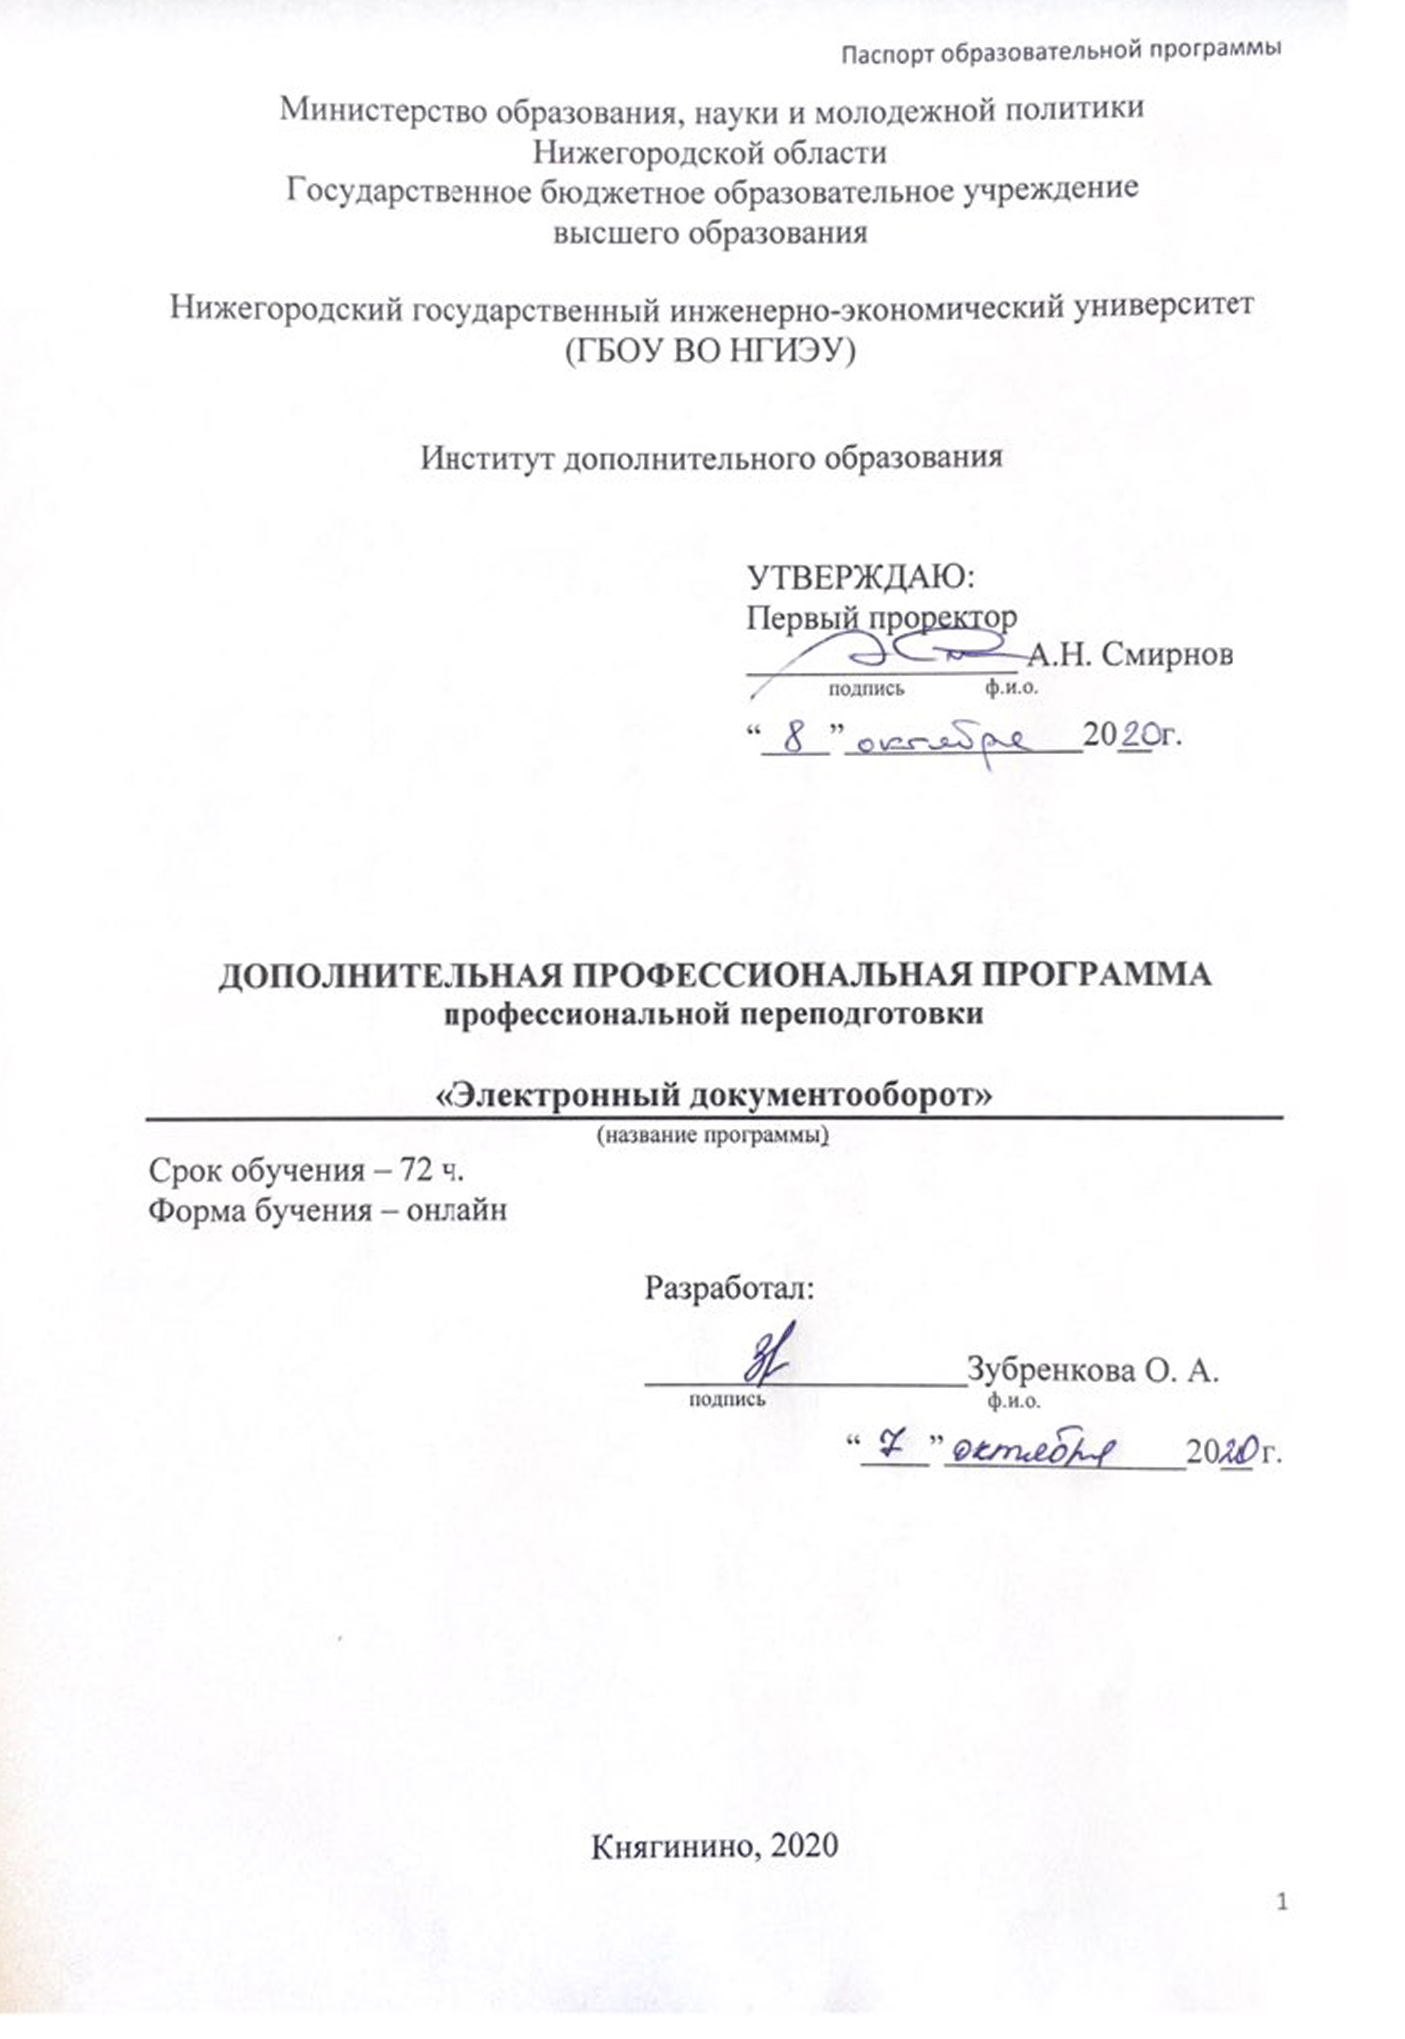 Паспорт образовательной программы
Министерство образования, науки и молодежной политики
Нижегородской области
Государственное бюджетное образовательное учреждение
высшего образования
Нижегородский государственный инженерно-экономический университет
(ГБОУ ВО НГИЭУ)
Институт дополнительного образования
УТВЕРЖДАЮ:
Первый проректор
А.Н. Смирнов
подпись ф.и.о.
“ 8 ” октября 2020г.
ДОПОЛНИТЕЛЬНАЯ ПРОФЕССИОНАЛЬНАЯ ПРОГРАММА
профессиональной переподготовки
«Электронный документооборот»
(название программы)
Срок обучения – 72 ч.
Форма бучения – онлайн
Разработал:
Зубренкова О. А.
подпись ф.и.о.
“ 7 ” октября 2020 г.
Княгинино, 2020
1